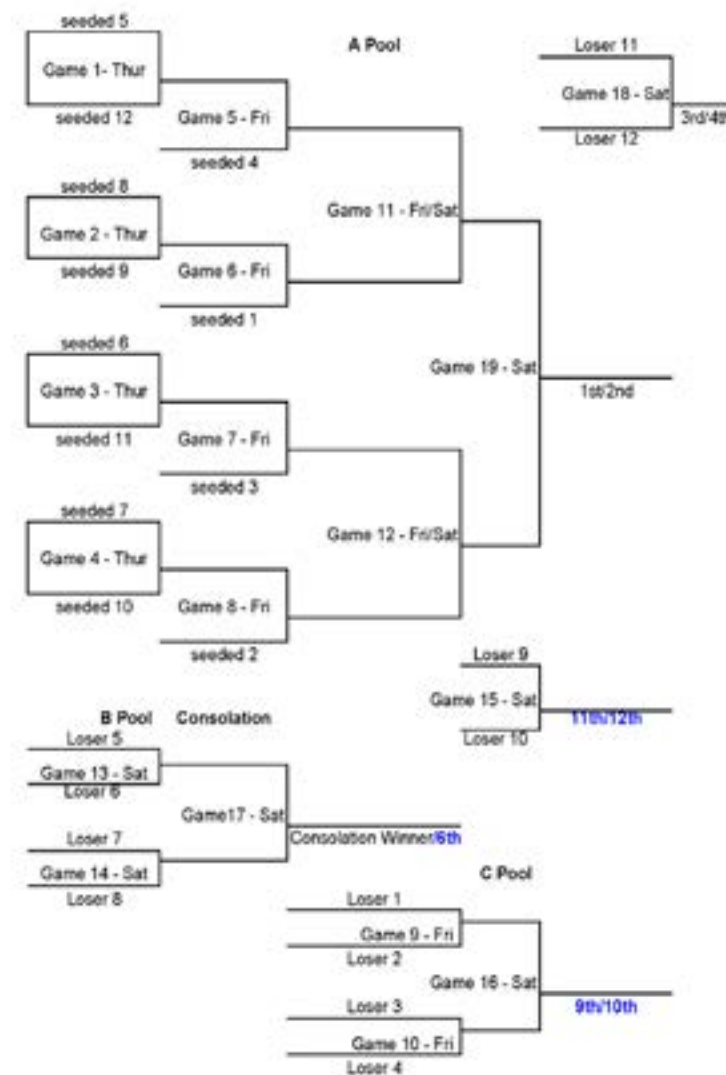 seeded 5
A Pool
Loser 11
Game 1- Thur
Game 18 - Sat
seeded 12
Game 5 - Fri
3rd/4th
seeded 4
Loser 12
seeded 8
Game 11 - Fri/Sat
Game 2 - Thur
seeded 9
Game 6 - Fri
seeded 1
seeded 6
Game 19 - Sat
Game 3 - Thur
1st/2nd
seeded 11
Game 7 - Fri
seeded 3
seeded 7
Game 12 - Fri/Sat
Game 4 - Thur
seeded 10
Game 8 - Fri
seeded 2
Loser 9
Game 15 - Sat
11th/12th
Loser 10
B Pool Consolation
Loser 5
Game 13 - Sat
Loser 6
Game17 - Sat
Consolation Winner/6th
Loser 7
Game 14 - Sat
Loser 8
C Pool
Loser 1
Game 9 - Fri
Loser 2
Game 16 - Sat
9th/10th
Loser 3
Game 10 - Fri
Loser 4